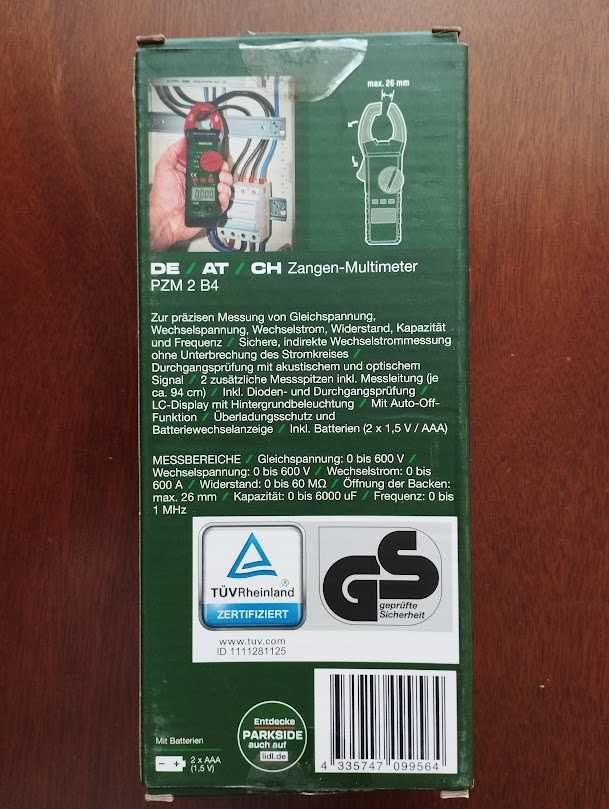 max. 26 mm
DE / AT / CH Zangen-Multimeter
PZM 2 B4
Zur präzisen Messung von Gleichspannung,
Wechselspannung, Wechselstrom, Widerstand, Kapazität
und Frequenz / Sichere, indirekte Wechselstrommessung
ohne Unterbrechung des Stromkreises /
Durchgangsprüfung mit akustischem und optischem
Signal / 2 zusätzliche Messspitzen inkl. Messleitung (je
ca. 94 cm) / Inkl. Dioden- und Durchgangsprüfung /
LC-Display mit Hintergrundbeleuchtung / Mit Auto-Off-
Funktion / Überladungsschutz und
Batteriewechselanzeige / Inkl. Batterien (2 x 1,5 V / AAA)
MESSBEREICHE / Gleichspannung: 0 bis 600 V /
Wechselspannung: 0 bis 600 V / Wechselstrom: 0 bis
600 A / Widerstand: 0 bis 60 MΩ / Öffnung der Backen:
max. 26 mm / Kapazität: 0 bis 6000 uF / Frequenz: 0 bis
1 MHz
TÜVRheinland®
ZERTIFIZIERT
www.tuv.com
ID 1111281125
GS
geprüfte
Sicherheit
Mit Batterien
2 x AAA
(1,5 V)
Entdecke
PARKSIDE
auch auf
lidl.de
4 335747 099564